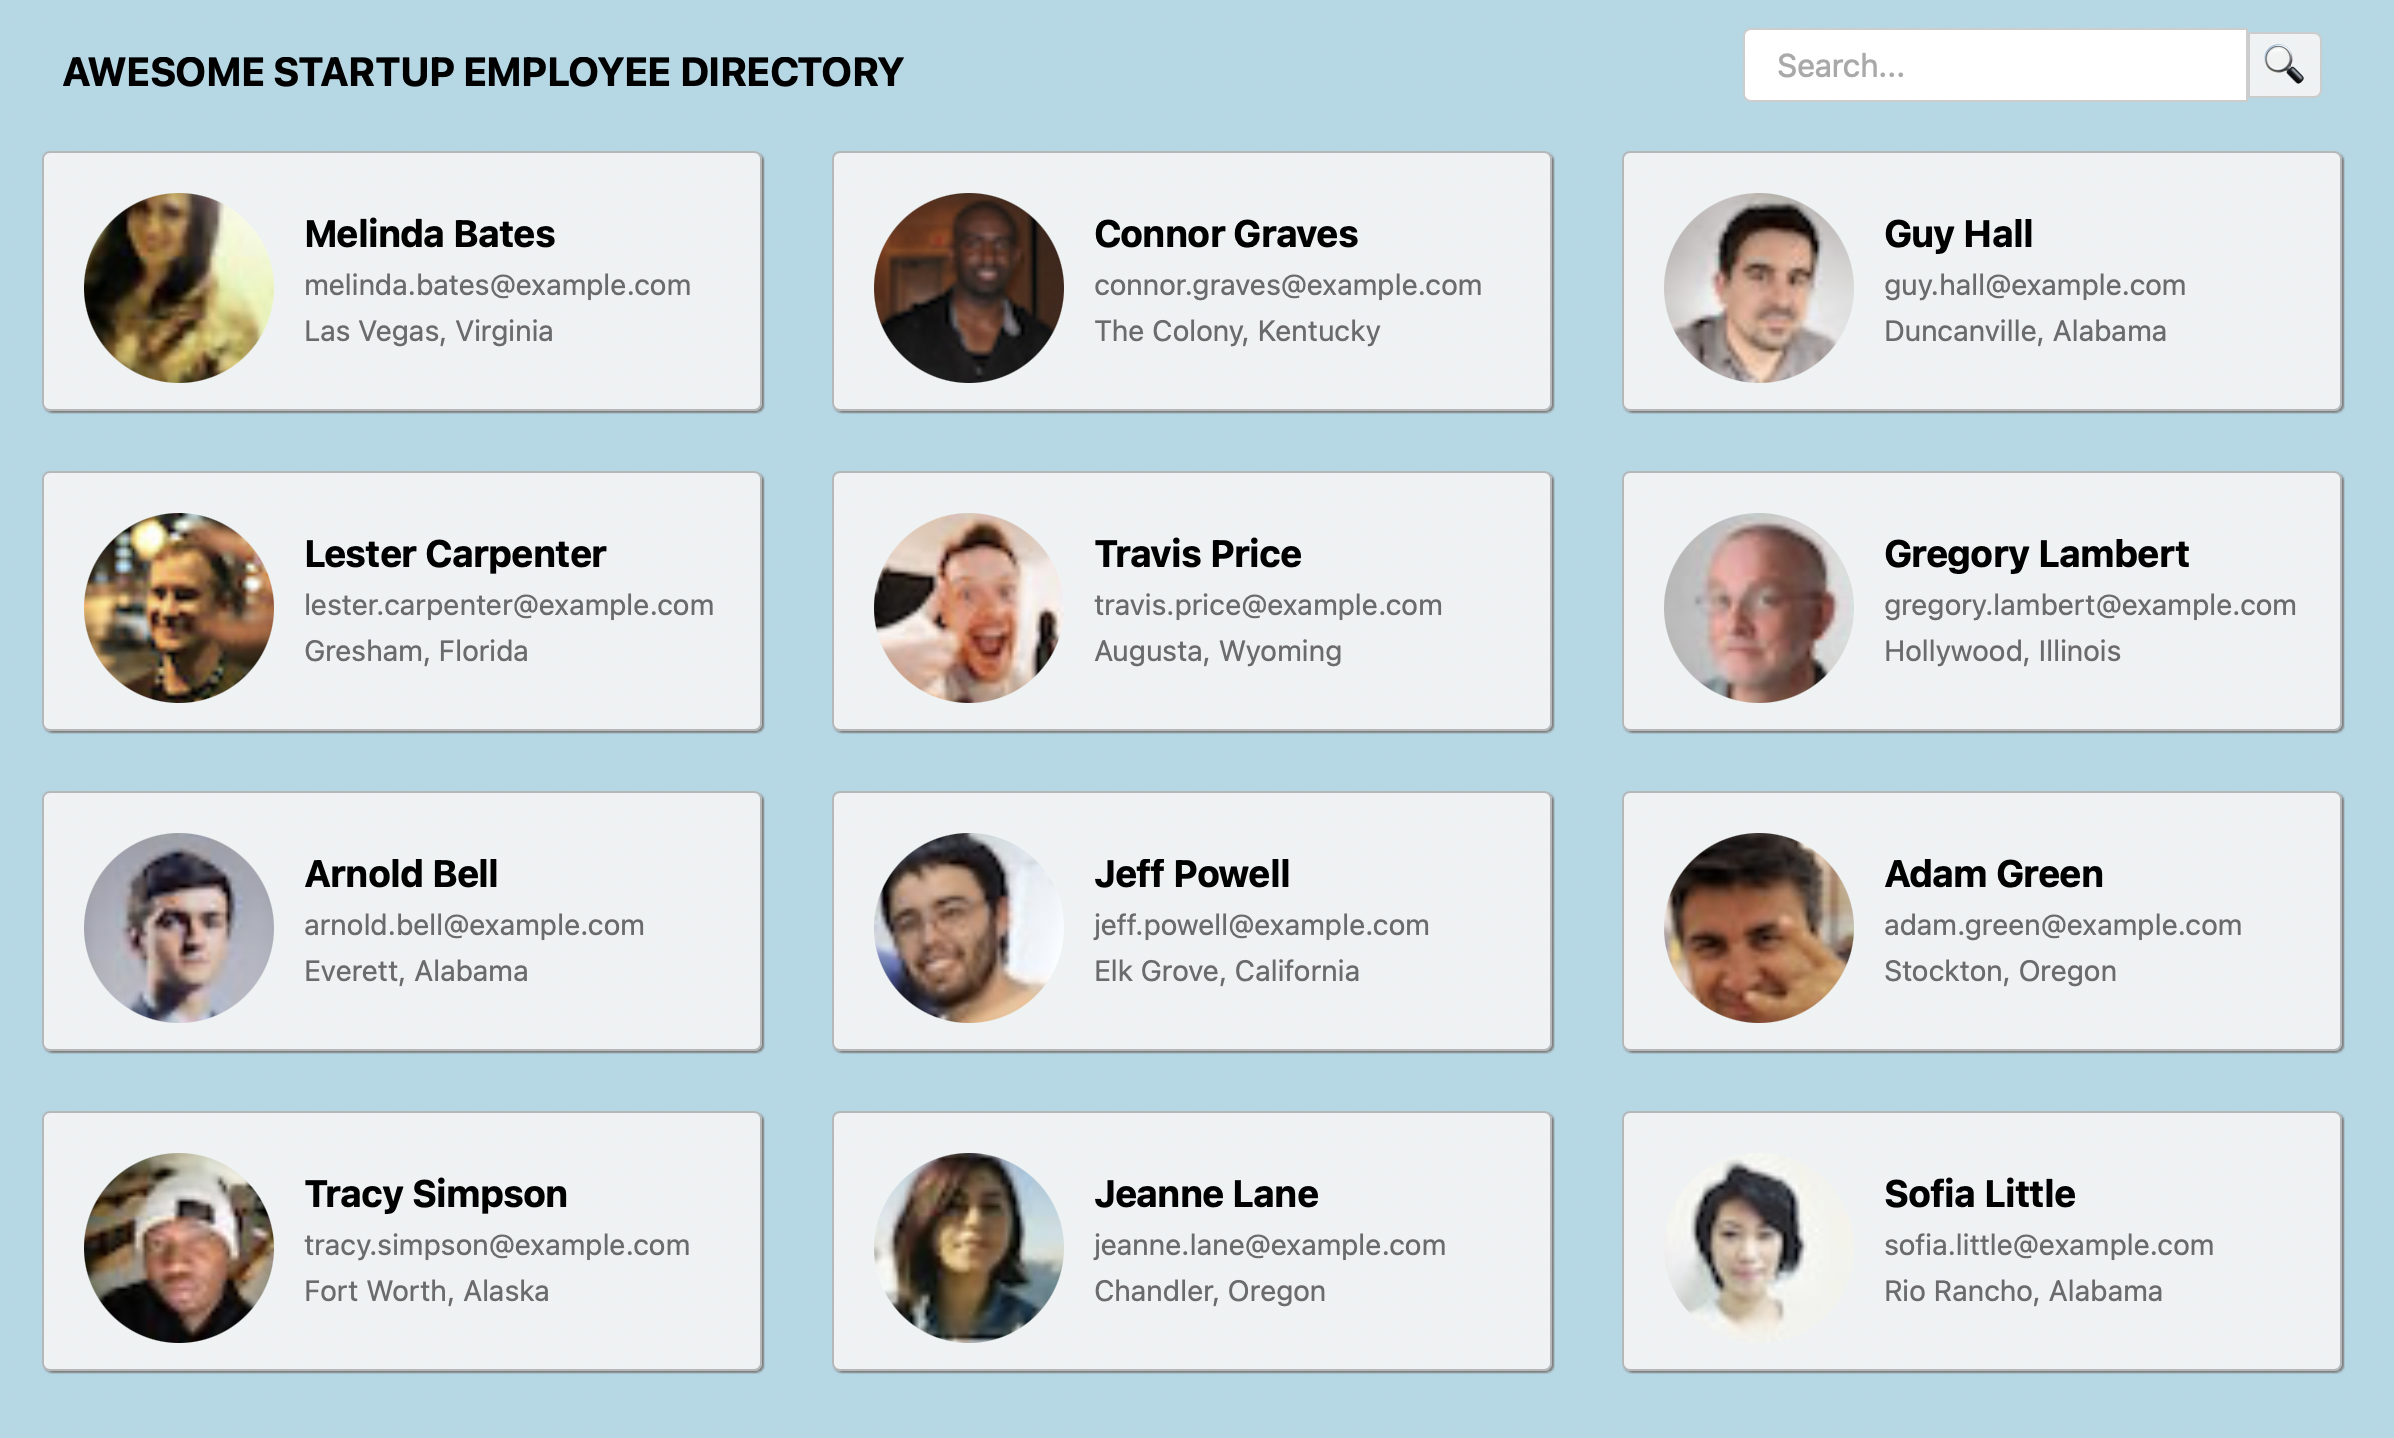 AWESOME STARTUP EMPLOYEE DIRECTORY
Search...
Melinda Bates
melinda.bates@example.com
Las Vegas, Virginia
Connor Graves
connor.graves@example.com
The Colony, Kentucky
Guy Hall
guy.hall@example.com
Duncanville, Alabama
Lester Carpenter
lester.carpenter@example.com
Gresham, Florida
Travis Price
travis.price@example.com
Augusta, Wyoming
Gregory Lambert
gregory.lambert@example.com
Hollywood, Illinois
Arnold Bell
arnold.bell@example.com
Everett, Alabama
Jeff Powell
jeff.powell@example.com
Elk Grove, California
Adam Green
adam.green@example.com
Stockton, Oregon
Tracy Simpson
tracy.simpson@example.com
Fort Worth, Alaska
Jeanne Lane
jeanne.lane@example.com
Chandler, Oregon
Sofia Little
sofia.little@example.com
Rio Rancho, Alabama